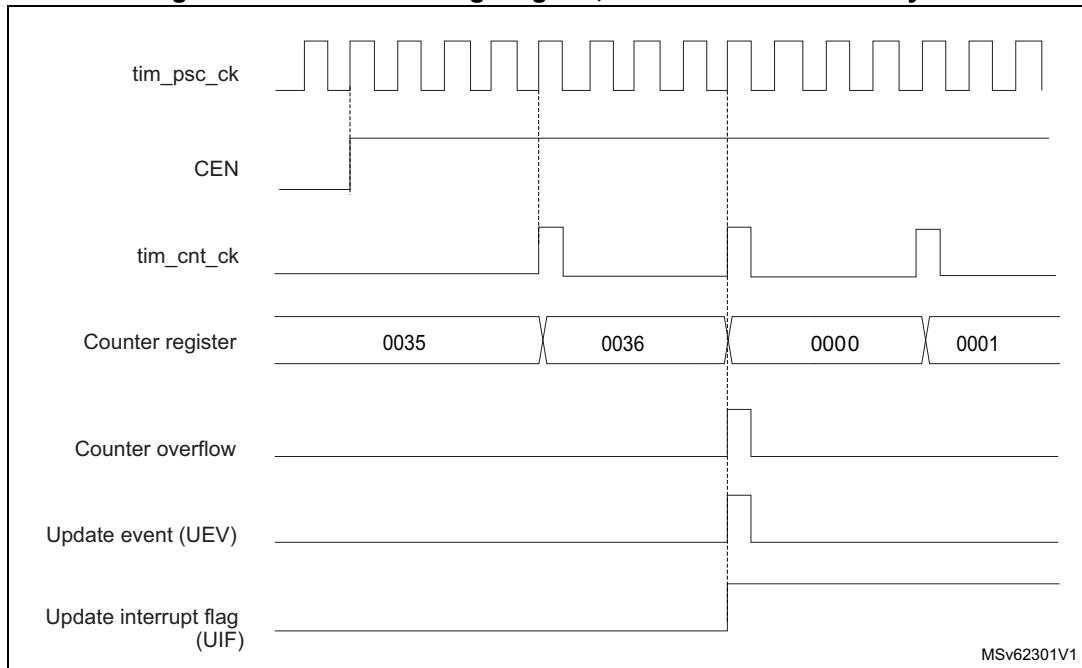 tim_psc_ck
CEN
tim_cnt_ck
Counter register
0035
0036
0000
0001
Counter overflow
Update event (UEV)
Update interrupt flag
(UIF)
MSv62301V1